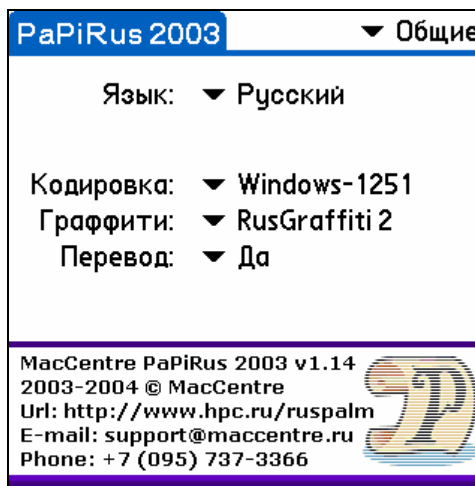 PaPiRus 2003 ▼ Общие
Язык: ▼ Русский
Кодировка: ▼ Windows-1251
Граффити: ▼ RusGraffiti 2
Перевод: ▼ Да
MacCentre PaPiRus 2003 v1.14
2003-2004 © MacCentre
Url: http://www.hpc.ru/ruspalm
E-mail: support@maccentre.ru
Phone: +7 (095) 737-3366